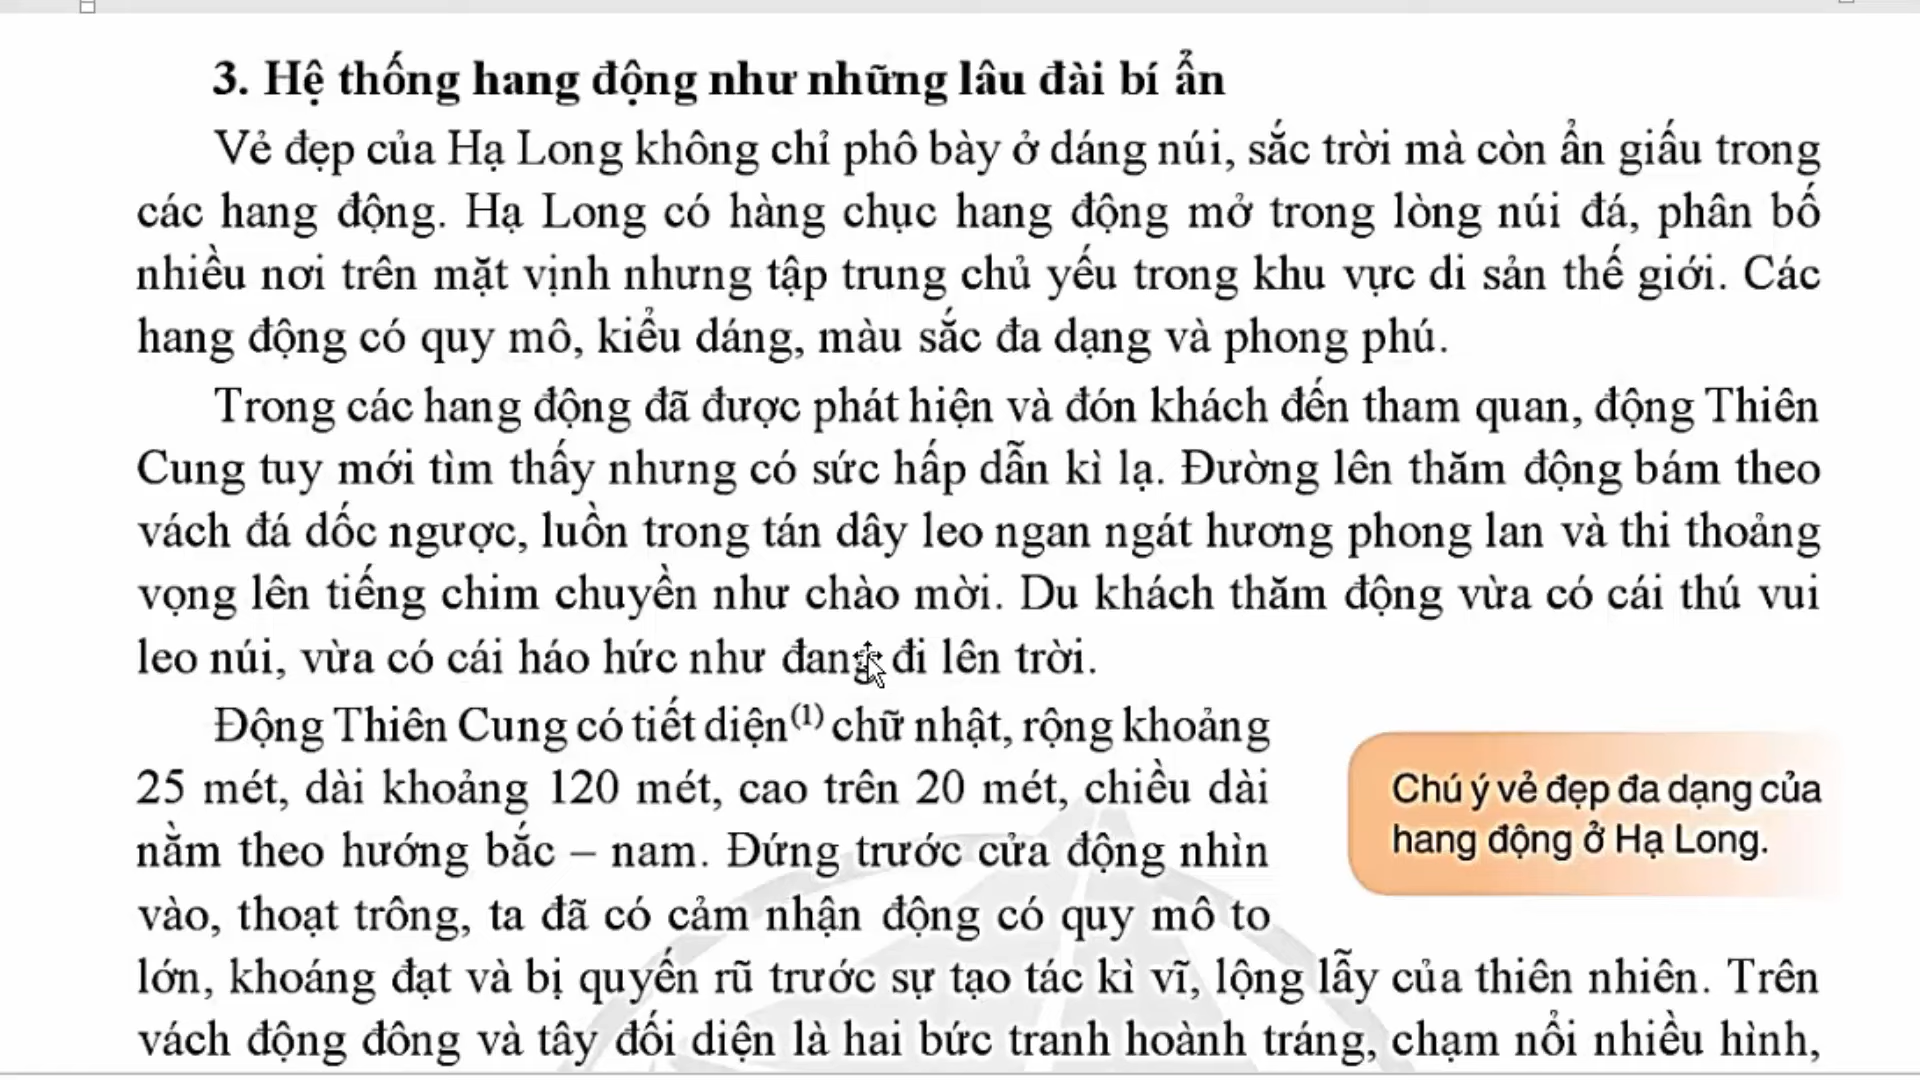 3. Hệ thống hang động như những lâu đài bí ẩn
Vẻ đẹp của Hạ Long không chỉ phô bày ở dáng núi, sắc trời mà còn ẩn giấu trong
các hang động. Hạ Long có hàng chục hang động mở trong lòng núi đá, phân bố
nhiều nơi trên mặt vịnh nhưng tập trung chủ yếu trong khu vực di sản thế giới. Các
hang động có quy mô, kiểu dáng, màu sắc đa dạng và phong phú.
Trong các hang động đã được phát hiện và đón khách đến tham quan, động Thiên
Cung tuy mới tìm thấy nhưng có sức hấp dẫn kì lạ. Đường lên thăm động bám theo
vách đá dốc ngược, luồn trong tán dây leo ngan ngát hương phong lan và thi thoảng
vọng lên tiếng chim chuyền như chào mời. Du khách thăm động vừa có cái thú vui
leo núi, vừa có cái háo hức như đang đi lên trời.
Động Thiên Cung có tiết diện(1) chữ nhật, rộng khoảng
25 mét, dài khoảng 120 mét, cao trên 20 mét, chiều dài
nằm theo hướng bắc – nam. Đứng trước cửa động nhìn
vào, thoạt trông, ta đã có cảm nhận động có quy mô to
lớn, khoáng đạt và bị quyến rũ trước sự tạo tác kì vĩ, lộng lẫy của thiên nhiên. Trên
vách động đông và tây đối diện là hai bức tranh hoành tráng, chạm nổi nhiều hình,
Chú ý vẻ đẹp đa dạng của
hang động ở Hạ Long.